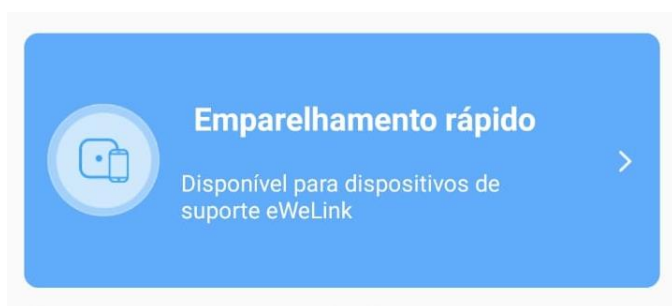 Emparelhamento rápido
Disponível para dispositivos de
suporte eWeLink